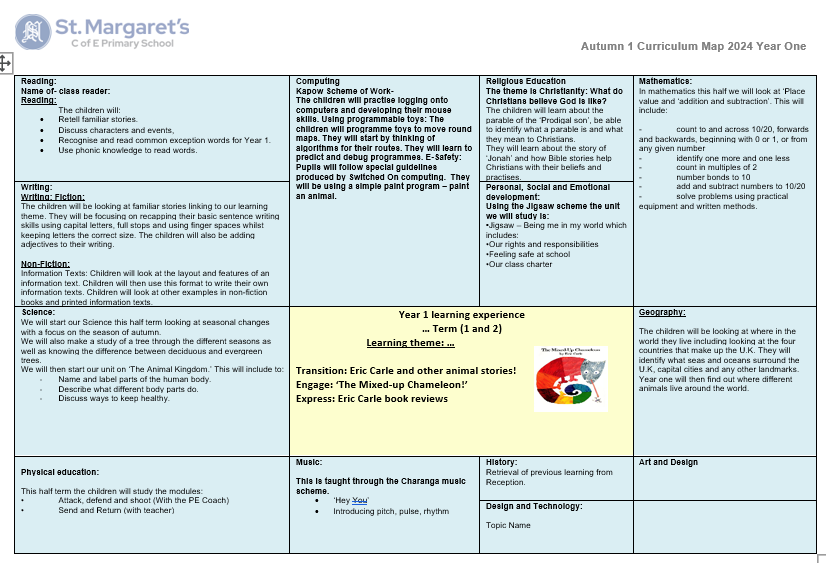 St. Margaret's
C of E Primary School
Autumn 1 Curriculum Map 2024 Year One
Reading:
Name of- class reader:
Reading:
The children will:
• Retell familiar stories.
• Discuss characters and events,
• Recognise and read common exception words for Year 1.
• Use phonic knowledge to read words.
Computing
Kapow Scheme of Work-
The children will practise logging onto
computers and developing their mouse
skills. Using programmable toys: The
children will programme toys to move round
maps. They will start by thinking of
algorithms for their routes. They will learn to
predict and debug programmes. E-Safety:
Pupils will follow special guidelines
produced by Switched On computing. They
will be using a simple paint program – paint
an animal.
Religious Education
The theme is Christianity: What do
Christians believe God is like?
The children will learn about the
parable of the 'Prodigal son', be able
to identify what a parable is and what
they mean to Christians.
They will learn about the story of
'Jonah' and how Bible stories help
Christians with their beliefs and
practises.
Mathematics:
In mathematics this half we will look at 'Place
value and 'addition and subtraction'. This will
include:
- count to and across 10/20, forwards
and backwards, beginning with 0 or 1, or from
any given number
- identify one more and one less
- count in multiples of 2
- number bonds to 10
- add and subtract numbers to 10/20
- solve problems using practical
equipment and written methods.
Writing:
Writing: Fiction:
The children will be looking at familiar stories linking to our learning
theme. They will be focusing on recapping their basic sentence writing
skills using capital letters, full stops and using finger spaces whilst
keeping letters the correct size. The children will also be adding
adjectives to their writing.
Non-Fiction:
Information Texts: Children will look at the layout and features of an
information text. Children will then use this format to write their own
information texts. Children will look at other examples in non-fiction
books and printed information texts.
Personal, Social and Emotional
development:
Using the Jigsaw scheme the unit
we will study is:
•Jigsaw – Being me in my world which
includes:
•Our rights and responsibilities
•Feeling safe at school
•Our class charter
Science:
We will start our Science this half term looking at seasonal changes
with a focus on the season of autumn.
We will also make a study of a tree through the different seasons as
well as knowing the difference between deciduous and evergreen
trees.
We will then start our unit on 'The Animal Kingdom.' This will include to:
- Name and label parts of the human body.
- Describe what different body parts do.
- Discuss ways to keep healthy.
Year 1 learning experience
... Term (1 and 2)
Learning theme: ...
Transition: Eric Carle and other animal stories!
Engage: 'The Mixed-up Chameleon!'
Express: Eric Carle book reviews
The Mixed-Up Chameleon
by Eric Carle
Geography:
The children will be looking at where in the
world they live including looking at the four
countries that make up the U.K. They will
identify what seas and oceans surround the
U.K, capital cities and any other landmarks.
Year one will then find out where different
animals live around the world.
Physical education:
This half term the children will study the modules:
• Attack, defend and shoot (With the PE Coach)
• Send and Return (with teacher)
Music:
This is taught through the Charanga music
scheme.
• 'Hey You'
• Introducing pitch, pulse, rhythm
History:
Retrieval of previous learning from
Reception.
Design and Technology:
Topic Name
Art and Design